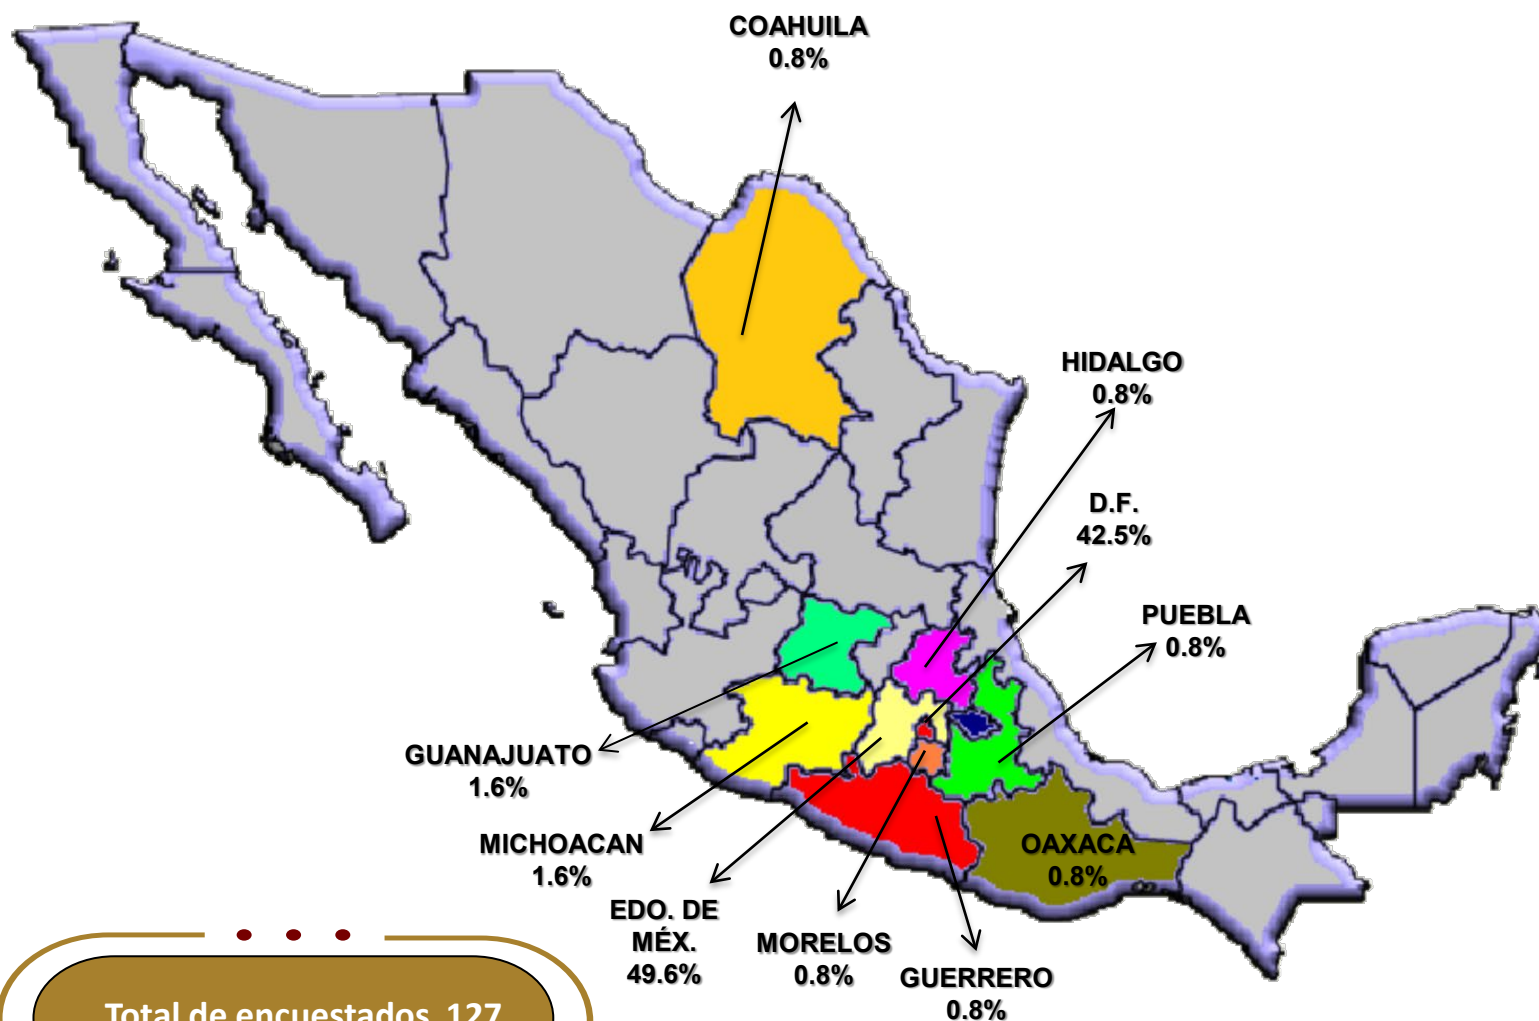 COAHUILA
0.8%
HIDALGO
0.8%
D.F.
42.5%
PUEBLA
0.8%
GUANAJUATO
1.6%
MICHOACAN
1.6%
OAXACA
0.8%
EDO. DE
MÉX.
49.6%
MORELOS
0.8%
GUERRERO
0.8%
Total de encuestados 127